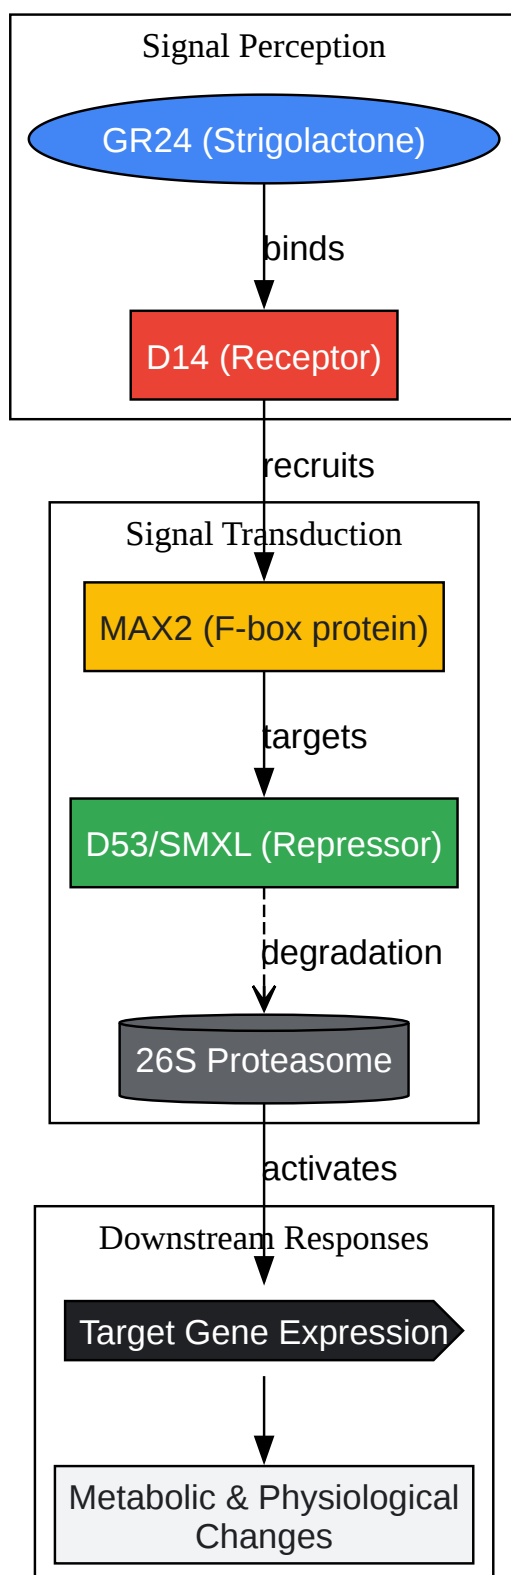 Signal Perception
GR24 (Strigolactone)
binds
D14 (Receptor)
recruits
Signal Transduction
MAX2 (F-box protein)
targets
D53/SMXL (Repressor)
degradation
26S Proteasome
activates
Downstream Responses
Target Gene Expression
Metabolic & Physiological
Changes